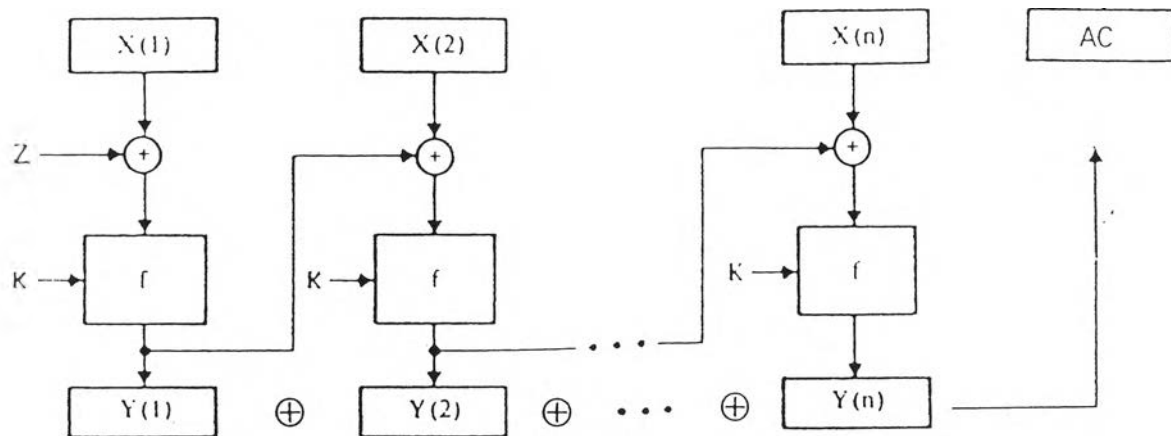 X(1) X(2) X(n) AC
Z + + +
K f K f K f
• • •
Y(1) ⊕ Y(2) ⊕ • • • ⊕ Y(n)